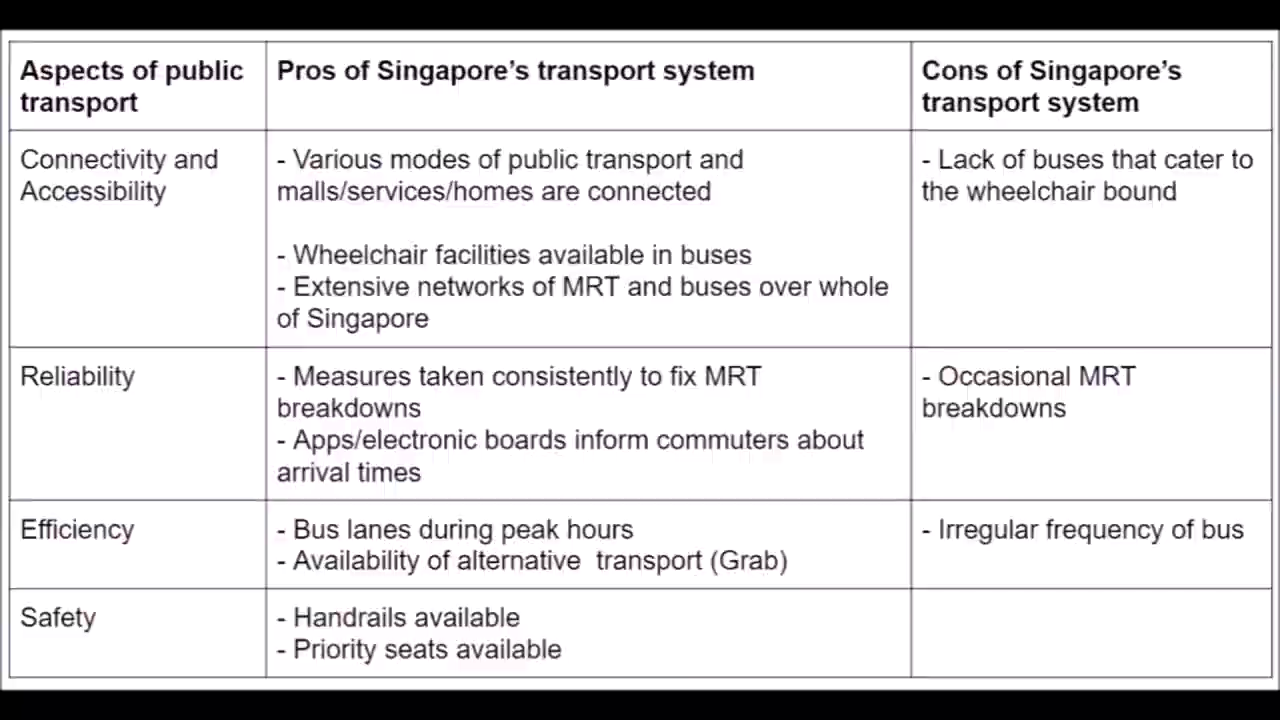 Aspects of public
transport
Pros of Singapore's transport system
Cons of Singapore's
transport system
Connectivity and
Accessibility
- Various modes of public transport and
malls/services/homes are connected
- Wheelchair facilities available in buses
- Extensive networks of MRT and buses over whole
of Singapore
- Lack of buses that cater to
the wheelchair bound
Reliability
- Measures taken consistently to fix MRT
breakdowns
- Apps/electronic boards inform commuters about
arrival times
- Occasional MRT
breakdowns
Efficiency
- Bus lanes during peak hours
- Availability of alternative  transport (Grab)
- Irregular frequency of bus
Safety
- Handrails available
- Priority seats available